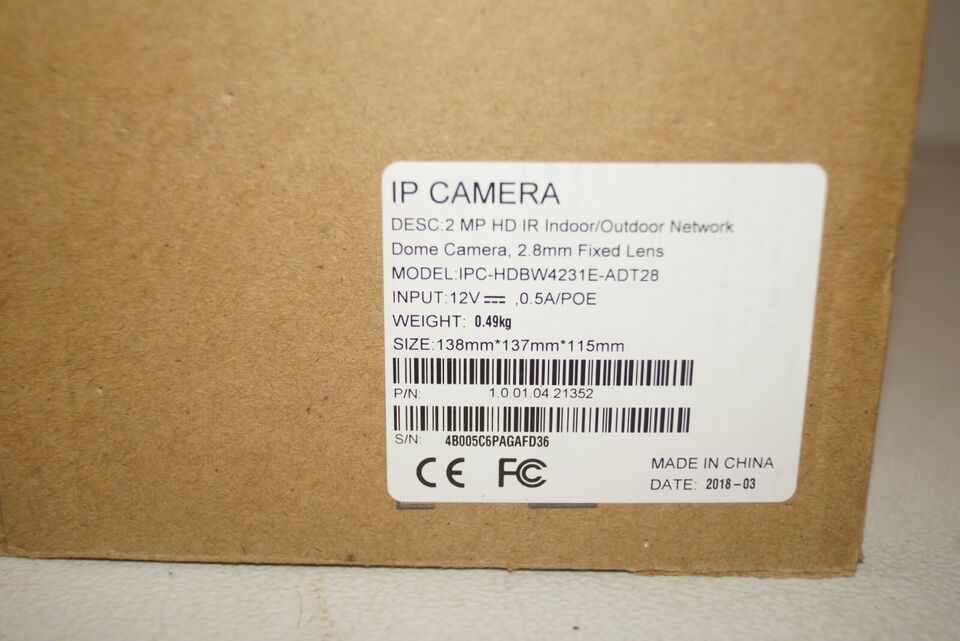 IP CAMERA
DESC:2 MP HD IR Indoor/Outdoor Network
Dome Camera, 2.8mm Fixed Lens
MODEL:IPC-HDBW4231E-ADT28
INPUT:12V⎓,0.5A/POE
WEIGHT: 0.49kg
SIZE:138mm*137mm*115mm
P/N: 1.0.01.04.21352
S/N: 4B005C6PAGAFD36
CE FC MADE IN CHINA
DATE: 2018-03